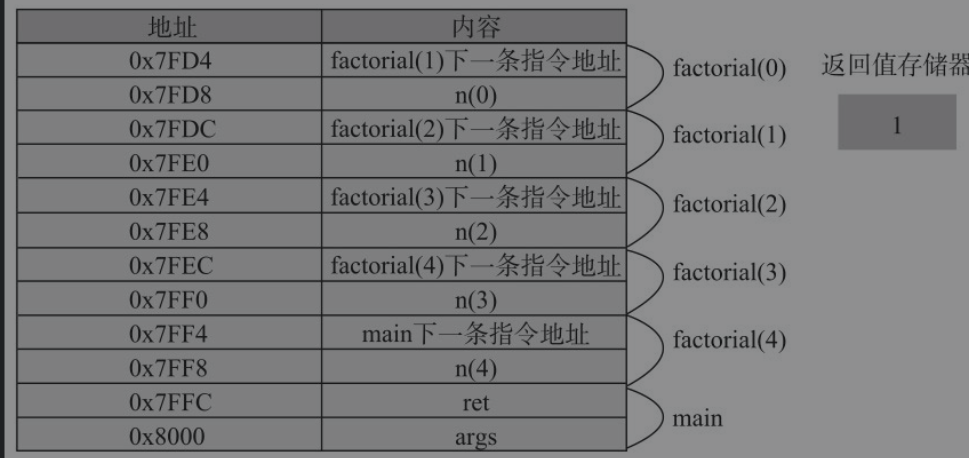 地址 内容
0x7FD4 factorial(1)下一条指令地址
factorial(0) 返回值存储器
0x7FD8 n(0)
0x7FDC factorial(2)下一条指令地址
factorial(1) 1
0x7FE0 n(1)
0x7FE4 factorial(3)下一条指令地址
factorial(2)
0x7FE8 n(2)
0x7FEC factorial(4)下一条指令地址
factorial(3)
0x7FF0 n(3)
0x7FF4 main下一条指令地址
factorial(4)
0x7FF8 n(4)
0x7FFC ret
main
0x8000 args